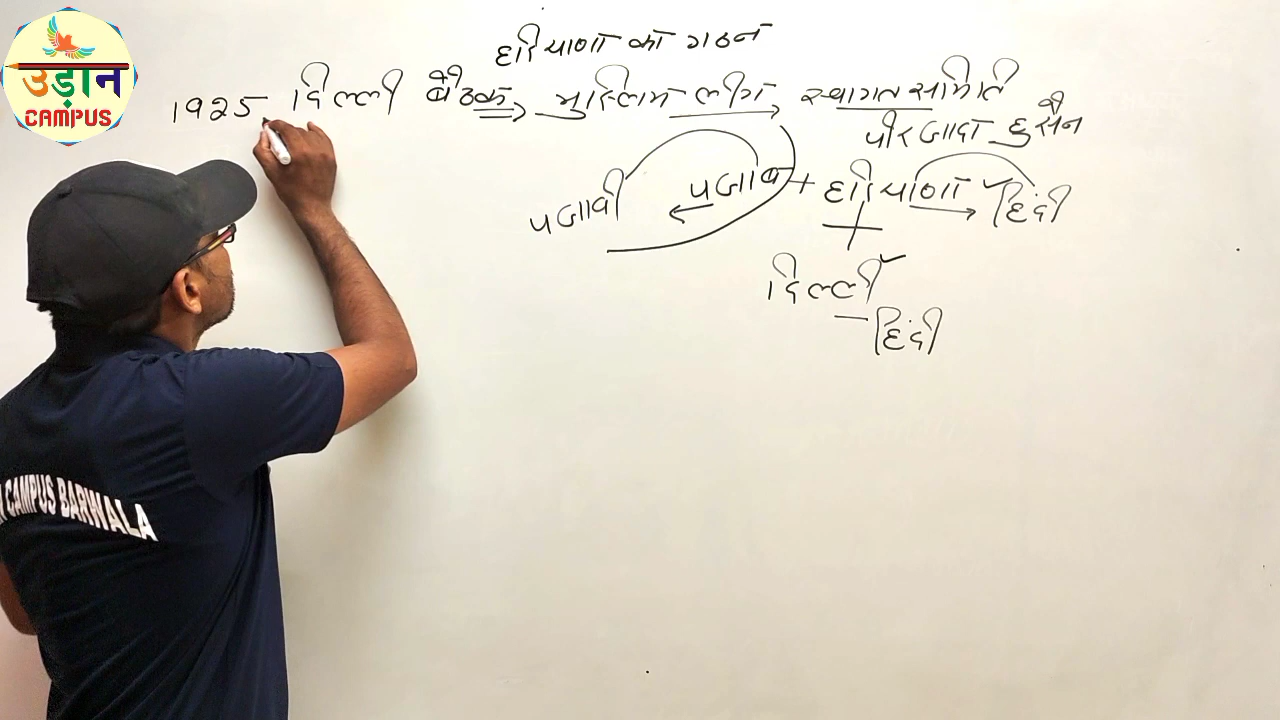 उड़ान
CAMPUS
हरियाणा का गठन
1925 दिल्ली बैठक मुस्लिम लीग स्वागत समिति
पीरजादा हुसैन
पंजाबी पंजाब + हरियाणा हिंदी
+
दिल्ली
हिंदी
CAMPUS BARWALA